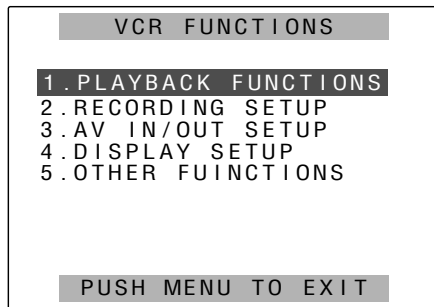 VCR FUNCTIONS
1.PLAYBACK FUNCTIONS
2.RECORDING SETUP
3.AV IN/OUT SETUP
4.DISPLAY SETUP
5.OTHER FUINCTIONS
PUSH MENU TO EXIT